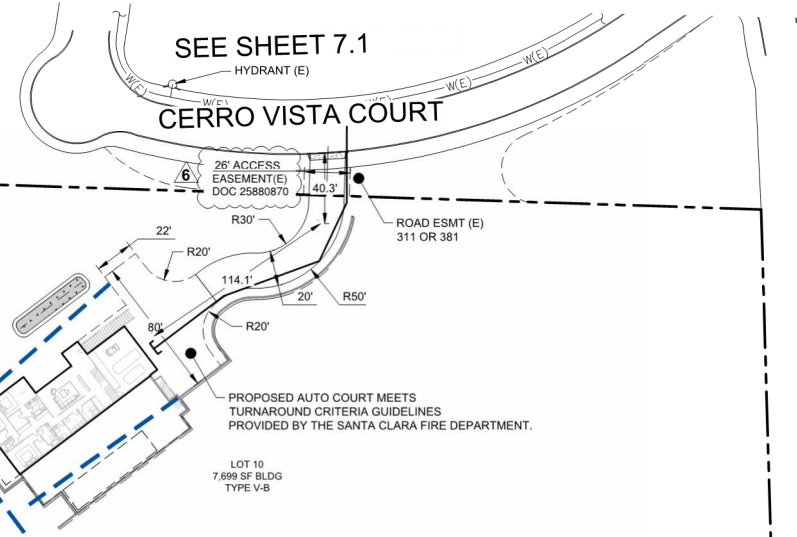 SEE SHEET 7.1
HYDRANT (E)
W(E)
W(E)
W(E)
W(E)
W(E)
CERRO VISTA COURT
6
26' ACCESS
EASEMENT(E)
DOC 25880870
40.3'
ROAD ESMT (E)
311 OR 381
R30'
22'
R20'
114.1'
20'
R50'
80'
R20'
PROPOSED AUTO COURT MEETS
TURNAROUND CRITERIA GUIDELINES
PROVIDED BY THE SANTA CLARA FIRE DEPARTMENT.
LOT 10
7,699 SF BLDG
TYPE V-B